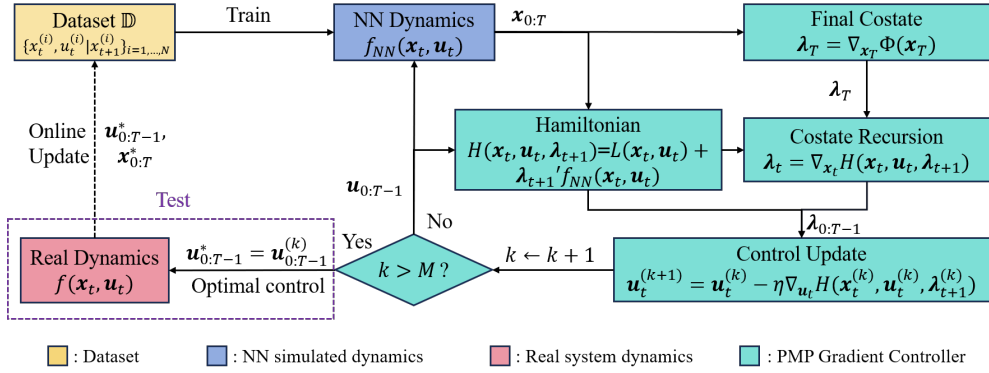 Dataset 𝔻
{x_t^{(i)}, u_t^{(i)} | x_{t+1}^{(i)}}_{i=1,…,N}
Train
NN Dynamics
f_{NN}(x_t, u_t)
x_{0:T}
Final Costate
λ_T = ∇_{x_T}Φ(x_T)
λ_T
Hamiltonian
H(x_t, u_t, λ_{t+1})=L(x_t, u_t) +
λ_{t+1}′f_{NN}(x_t, u_t)
Costate Recursion
λ_t = ∇_{x_t}H(x_t, u_t, λ_{t+1})
Online
Update
u*_{0:T−1},
x*_{0:T}
u_{0:T−1}
λ_{0:T−1}
Test
Real Dynamics
f(x_t, u_t)
u*_{0:T−1} = u_{0:T−1}^{(k)}
Optimal control
Yes
No
k > M ?
k ← k + 1
Control Update
u_t^{(k+1)} = u_t^{(k)} − η∇_{u_t}H(x_t^{(k)}, u_t^{(k)}, λ_{t+1}^{(k)})
: Dataset
: NN simulated dynamics
: Real system dynamics
: PMP Gradient Controller